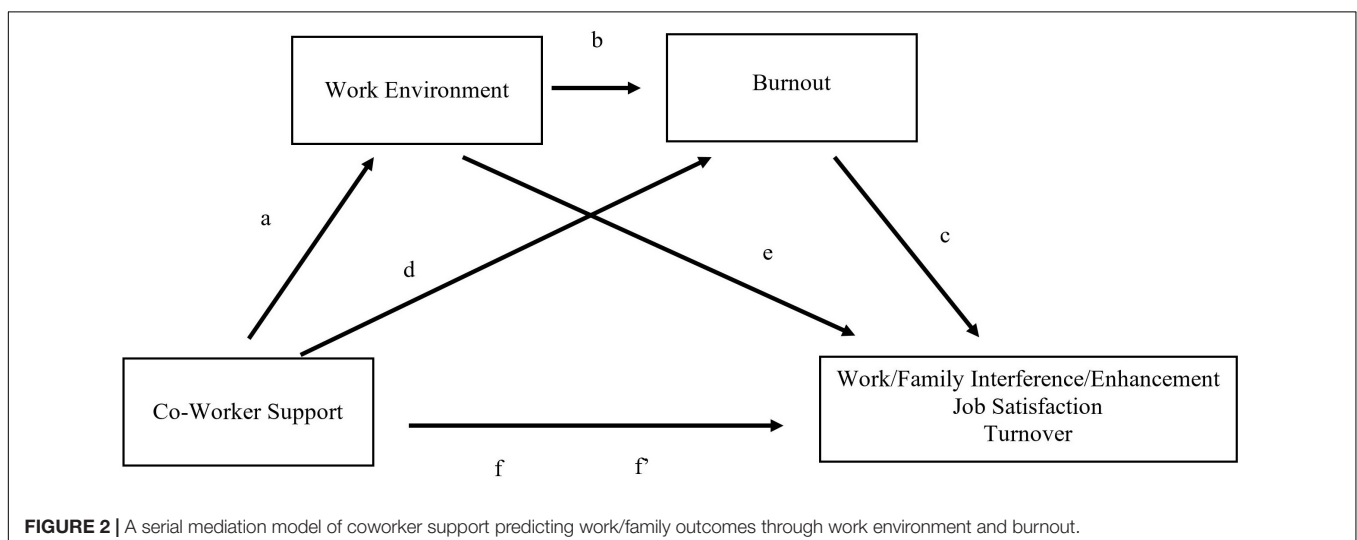 b
Work Environment
Burnout
a
d
e
c
Co-Worker Support
Work/Family Interference/Enhancement
Job Satisfaction
Turnover
f
f’
FIGURE 2 | A serial mediation model of coworker support predicting work/family outcomes through work environment and burnout.